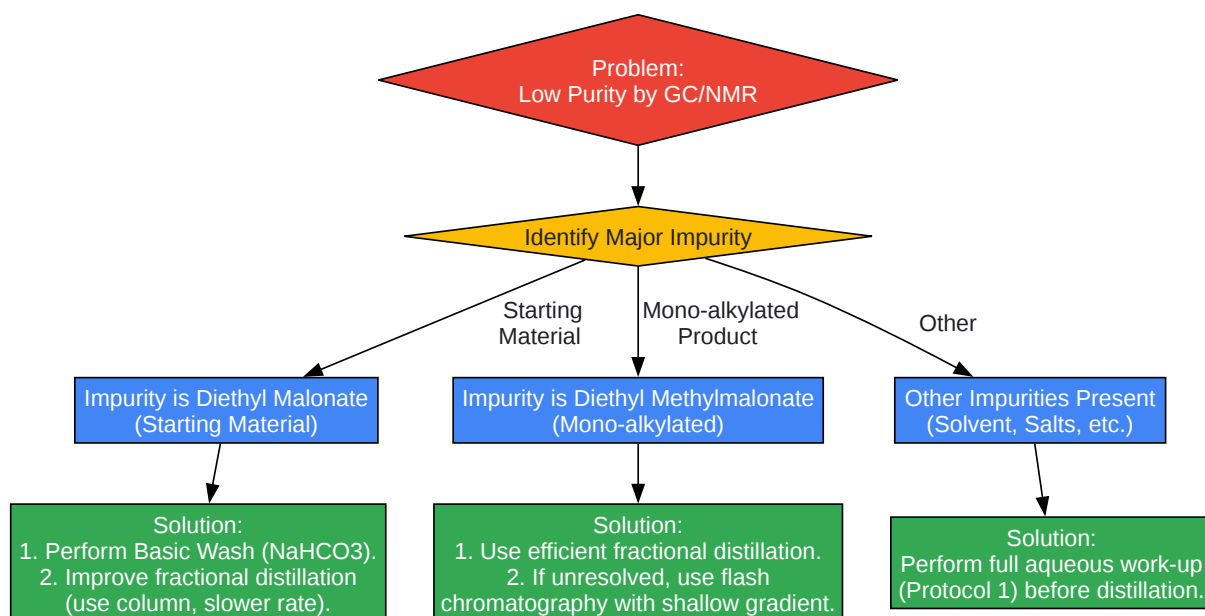 Problem:
Low Purity by GC/NMR
Identify Major Impurity
Starting
Material
Mono-alkylated
Product
Other
Impurity is Diethyl Malonate
(Starting Material)
Impurity is Diethyl Methylmalonate
(Mono-alkylated)
Other Impurities Present
(Solvent, Salts, etc.)
Solution:
1. Perform Basic Wash (NaHCO3).
2. Improve fractional distillation
(use column, slower rate).
Solution:
1. Use efficient fractional distillation.
2. If unresolved, use flash
chromatography with shallow gradient.
Solution:
Perform full aqueous work-up
(Protocol 1) before distillation.